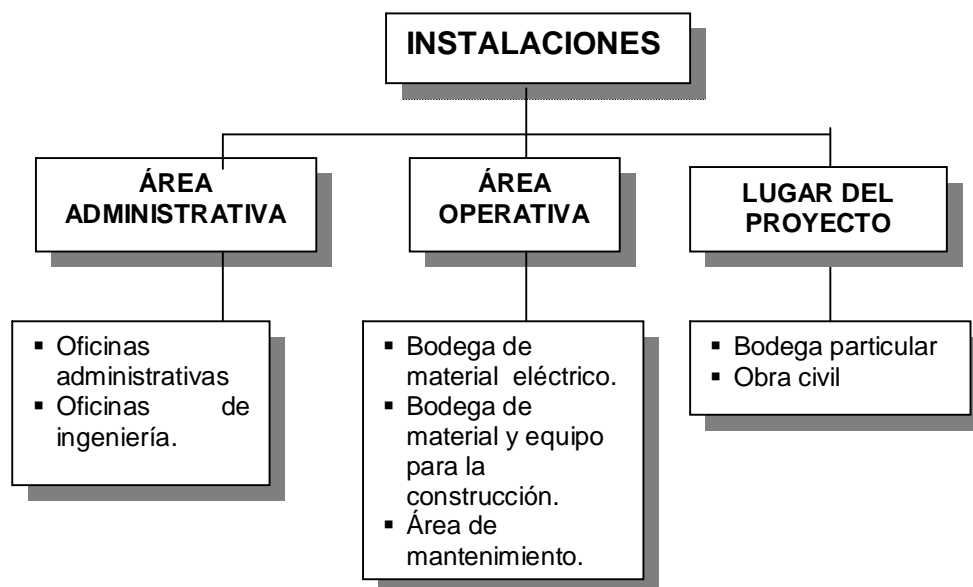 INSTALACIONES
ÁREA
ADMINISTRATIVA
ÁREA
OPERATIVA
LUGAR DEL
PROYECTO
▪ Oficinas
administrativas
▪ Oficinas de
ingeniería.
▪ Bodega de
material eléctrico.
▪ Bodega de
material y equipo
para la
construcción.
▪ Área de
mantenimiento.
▪ Bodega particular
▪ Obra civil